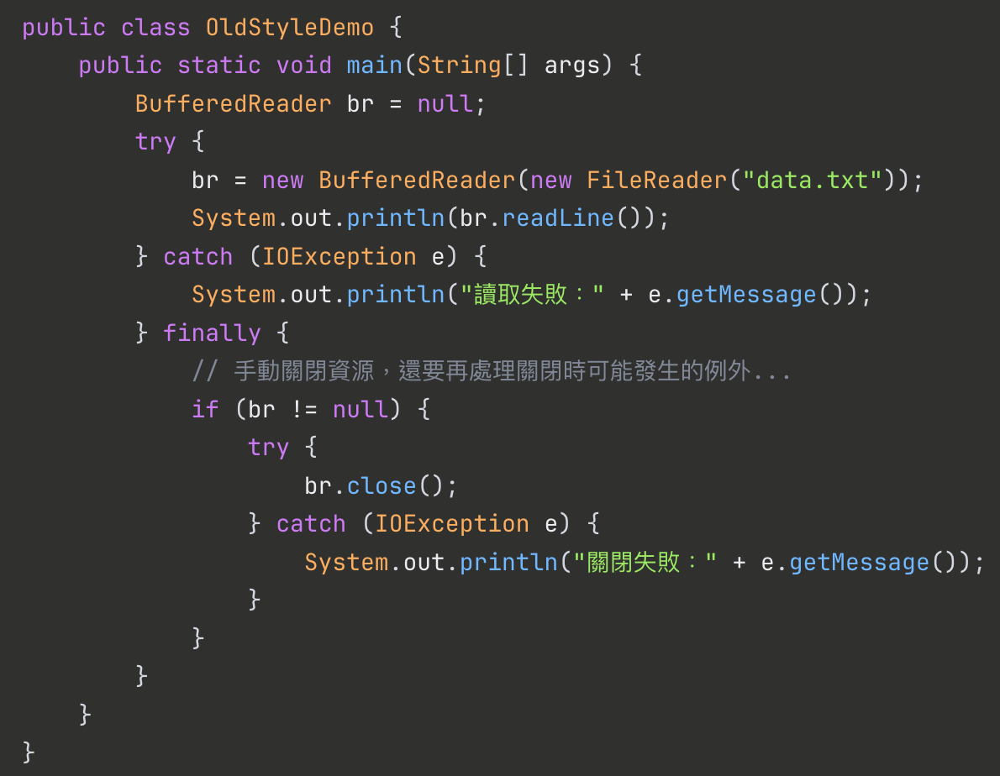 public class OldStyleDemo {
    public static void main(String[] args) {
        BufferedReader br = null;
        try {
            br = new BufferedReader(new FileReader("data.txt"));
            System.out.println(br.readLine());
        } catch (IOException e) {
            System.out.println("讀取失敗：" + e.getMessage());
        } finally {
            // 手動關閉資源，還要再處理關閉時可能發生的例外...
            if (br != null) {
                try {
                    br.close();
                } catch (IOException e) {
                    System.out.println("關閉失敗：" + e.getMessage());
                }
            }
        }
    }
}